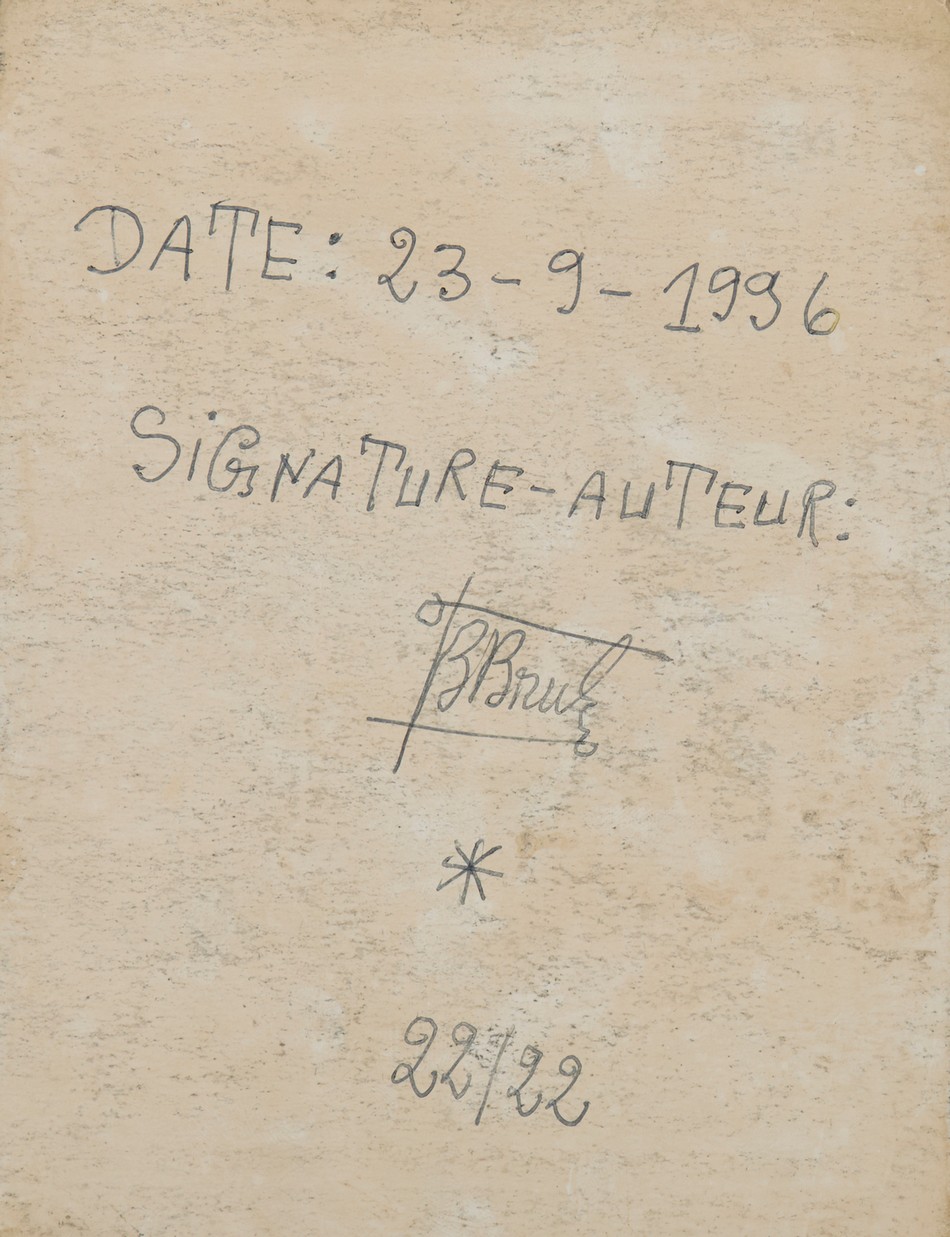 DATE: 23-9-1996
SiGNATURE-AUTEUR:
*
22/22